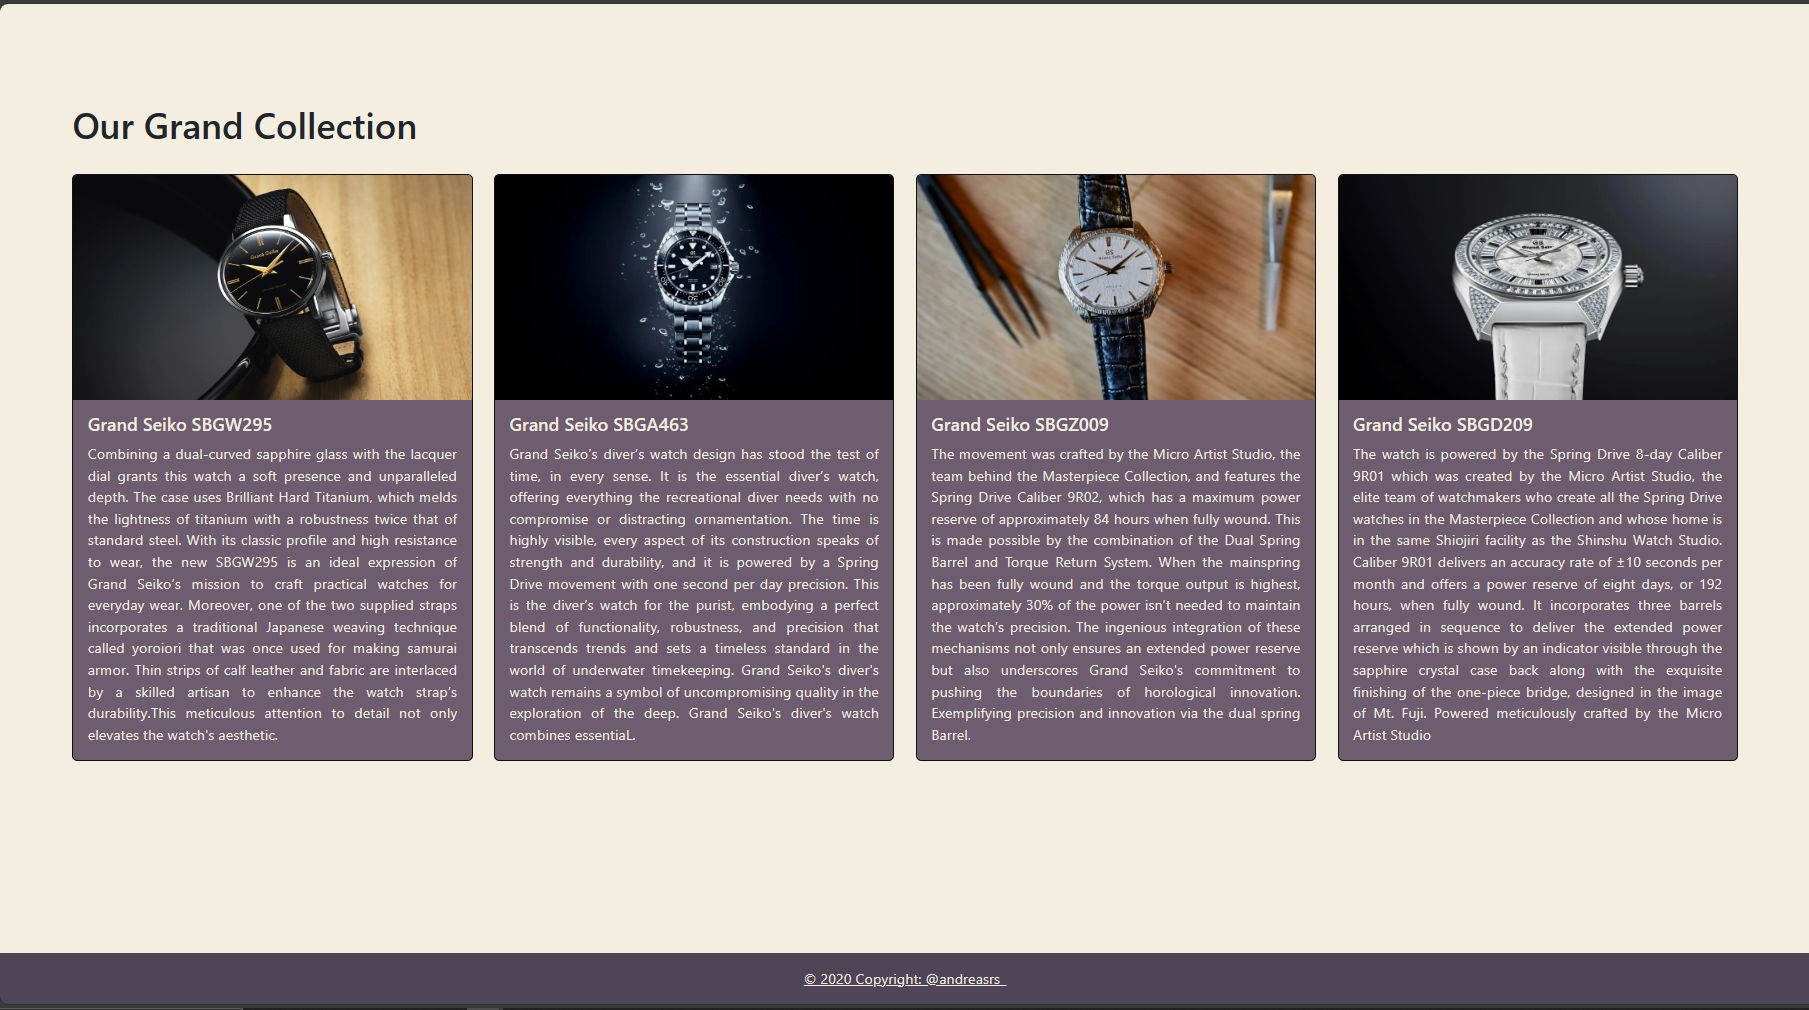 Our Grand Collection
Grand Seiko SBGW295
Combining a dual-curved sapphire glass with the lacquer
dial grants this watch a soft presence and unparalleled
depth. The case uses Brilliant Hard Titanium, which melds
the lightness of titanium with a robustness twice that of
standard steel. With its classic profile and high resistance
to wear, the new SBGW295 is an ideal expression of
Grand Seiko’s mission to craft practical watches for
everyday wear. Moreover, one of the two supplied straps
incorporates a traditional Japanese weaving technique
called yoroiori that was once used for making samurai
armor. Thin strips of calf leather and fabric are interlaced
by a skilled artisan to enhance the watch strap’s
durability.This meticulous attention to detail not only
elevates the watch's aesthetic.
Grand Seiko SBGA463
Grand Seiko’s diver’s watch design has stood the test of
time, in every sense. It is the essential diver’s watch,
offering everything the recreational diver needs with no
compromise or distracting ornamentation. The time is
highly visible, every aspect of its construction speaks of
strength and durability, and it is powered by a Spring
Drive movement with one second per day precision. This
is the diver’s watch for the purist, embodying a perfect
blend of functionality, robustness, and precision that
transcends trends and sets a timeless standard in the
world of underwater timekeeping. Grand Seiko's diver's
watch remains a symbol of uncompromising quality in the
exploration of the deep. Grand Seiko's diver's watch
combines essentiaL.
Grand Seiko SBGZ009
The movement was crafted by the Micro Artist Studio, the
team behind the Masterpiece Collection, and features the
Spring Drive Caliber 9R02, which has a maximum power
reserve of approximately 84 hours when fully wound. This
is made possible by the combination of the Dual Spring
Barrel and Torque Return System. When the mainspring
has been fully wound and the torque output is highest,
approximately 30% of the power isn’t needed to maintain
the watch’s precision. The ingenious integration of these
mechanisms not only ensures an extended power reserve
but also underscores Grand Seiko's commitment to
pushing the boundaries of horological innovation.
Exemplifying precision and innovation via the dual spring
Barrel.
Grand Seiko SBGD209
The watch is powered by the Spring Drive 8-day Caliber
9R01 which was created by the Micro Artist Studio, the
elite team of watchmakers who create all the Spring Drive
watches in the Masterpiece Collection and whose home is
in the same Shiojiri facility as the Shinshu Watch Studio.
Caliber 9R01 delivers an accuracy rate of ±10 seconds per
month and offers a power reserve of eight days, or 192
hours, when fully wound. It incorporates three barrels
arranged in sequence to deliver the extended power
reserve which is shown by an indicator visible through the
sapphire crystal case back along with the exquisite
finishing of the one-piece bridge, designed in the image
of Mt. Fuji. Powered meticulously crafted by the Micro
Artist Studio
© 2020 Copyright: @andreasrs